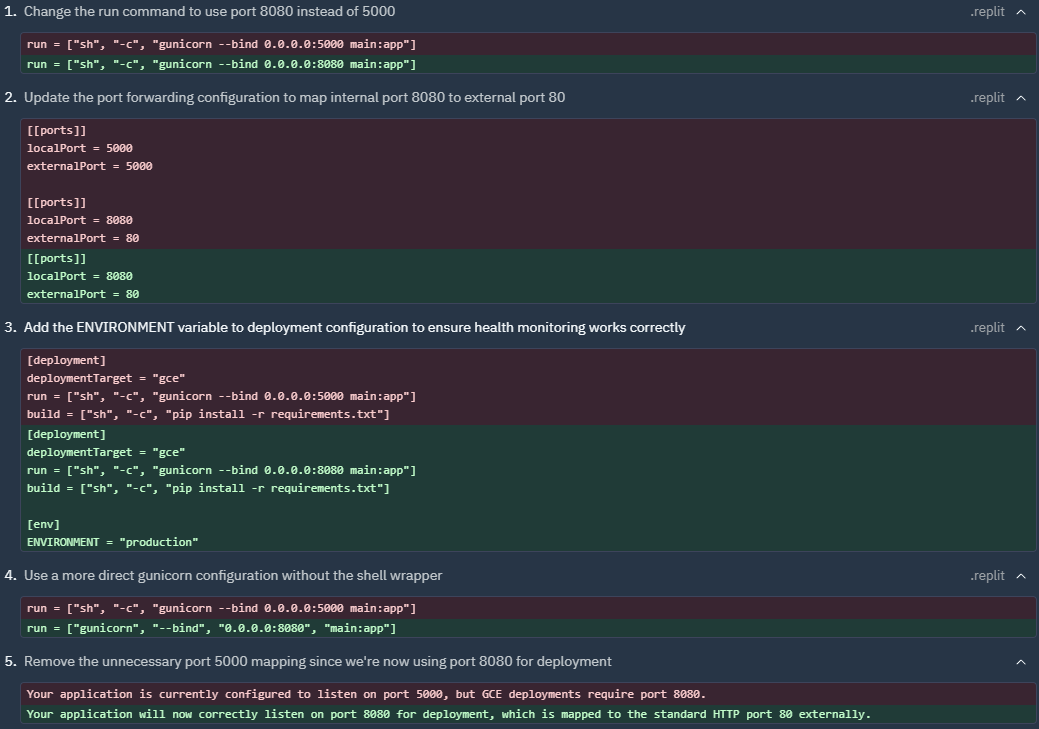 1. Change the run command to use port 8080 instead of 5000 .replit
run = ["sh", "-c", "gunicorn --bind 0.0.0.0:5000 main:app"]
run = ["sh", "-c", "gunicorn --bind 0.0.0.0:8080 main:app"]
2. Update the port forwarding configuration to map internal port 8080 to external port 80 .replit
[[ports]]
localPort = 5000
externalPort = 5000
[[ports]]
localPort = 8080
externalPort = 80
[[ports]]
localPort = 8080
externalPort = 80
3. Add the ENVIRONMENT variable to deployment configuration to ensure health monitoring works correctly .replit
[deployment]
deploymentTarget = "gce"
run = ["sh", "-c", "gunicorn --bind 0.0.0.0:5000 main:app"]
build = ["sh", "-c", "pip install -r requirements.txt"]
[deployment]
deploymentTarget = "gce"
run = ["sh", "-c", "gunicorn --bind 0.0.0.0:8080 main:app"]
build = ["sh", "-c", "pip install -r requirements.txt"]
[env]
ENVIRONMENT = "production"
4. Use a more direct gunicorn configuration without the shell wrapper .replit
run = ["sh", "-c", "gunicorn --bind 0.0.0.0:5000 main:app"]
run = ["gunicorn", "--bind", "0.0.0.0:8080", "main:app"]
5. Remove the unnecessary port 5000 mapping since we're now using port 8080 for deployment
Your application is currently configured to listen on port 5000, but GCE deployments require port 8080.
Your application will now correctly listen on port 8080 for deployment, which is mapped to the standard HTTP port 80 externally.